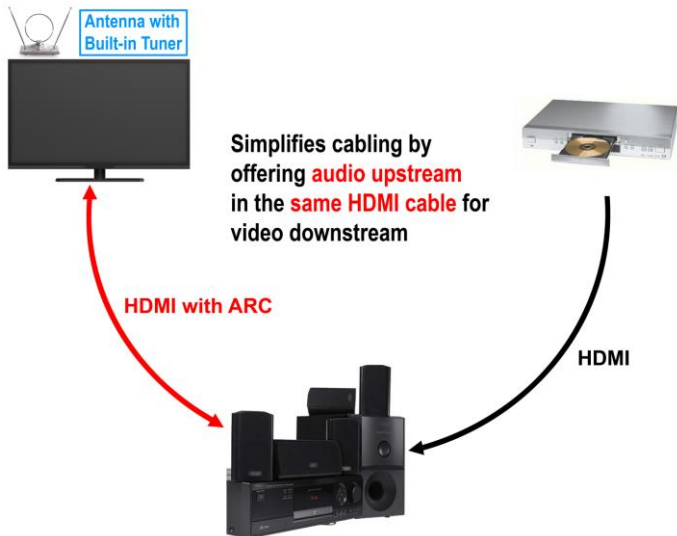 Antenna with
Built-in Tuner
Simplifies cabling by
offering audio upstream
in the same HDMI cable for
video downstream
HDMI with ARC
HDMI